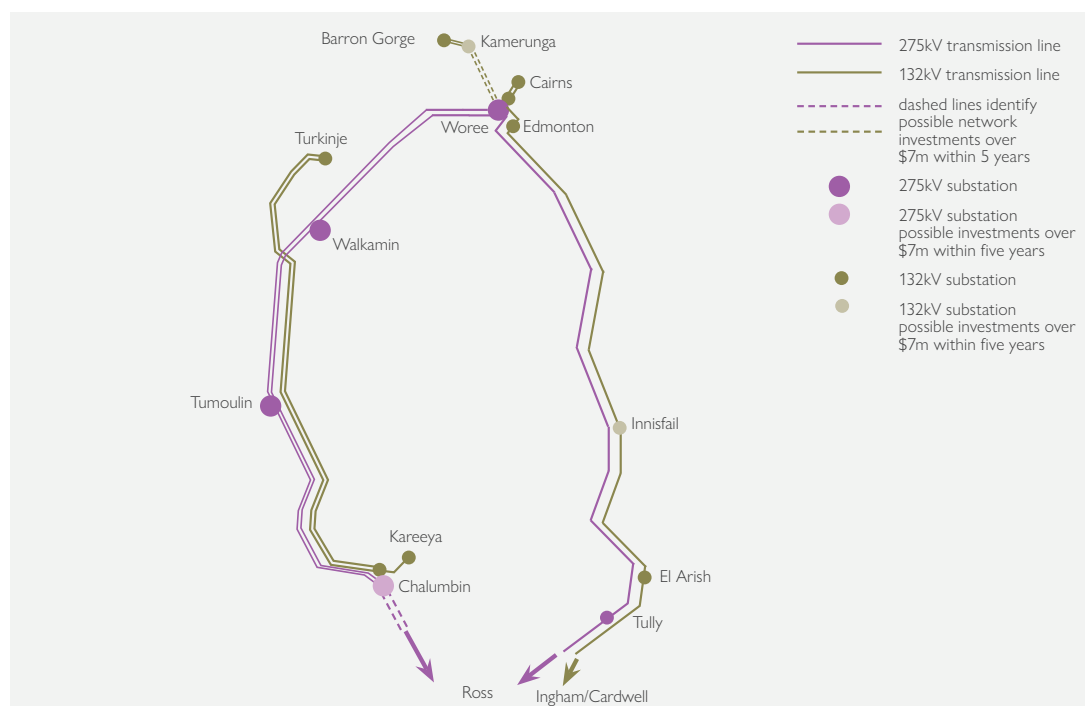 Barron Gorge
Kamerunga
Cairns
Woree
Edmonton
Turkinje
Walkamin
Tumoulin
Innisfail
Kareeya
Chalumbin
El Arish
Tully
Ross
Ingham/Cardwell
275kV transmission line
132kV transmission line
dashed lines identify
possible network
investments over
$7m within 5 years
275kV substation
275kV substation
possible investments over
$7m within five years
132kV substation
132kV substation
possible investments over
$7m within five years